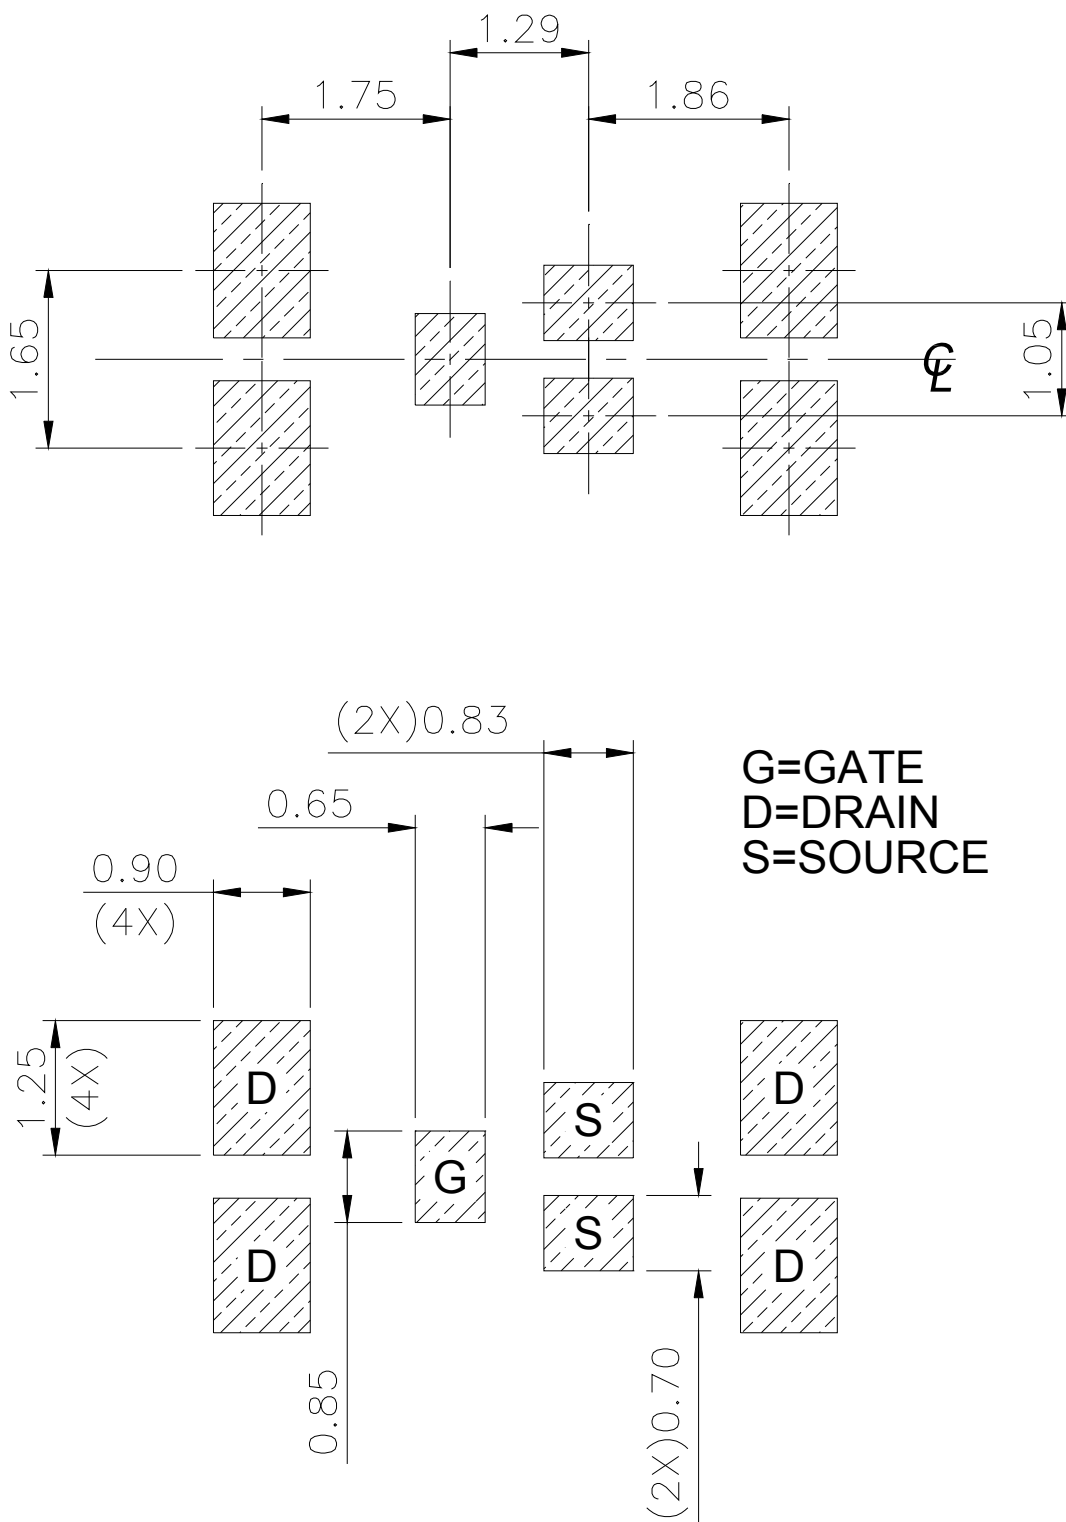 1.29
1.75
1.86
1.65
1.05
℄
(2X)0.83
G=GATE
D=DRAIN
S=SOURCE
0.65
0.90
(4X)
1.25
(4X)
D
D
S
G
S
D
D
0.85
(2X)0.70